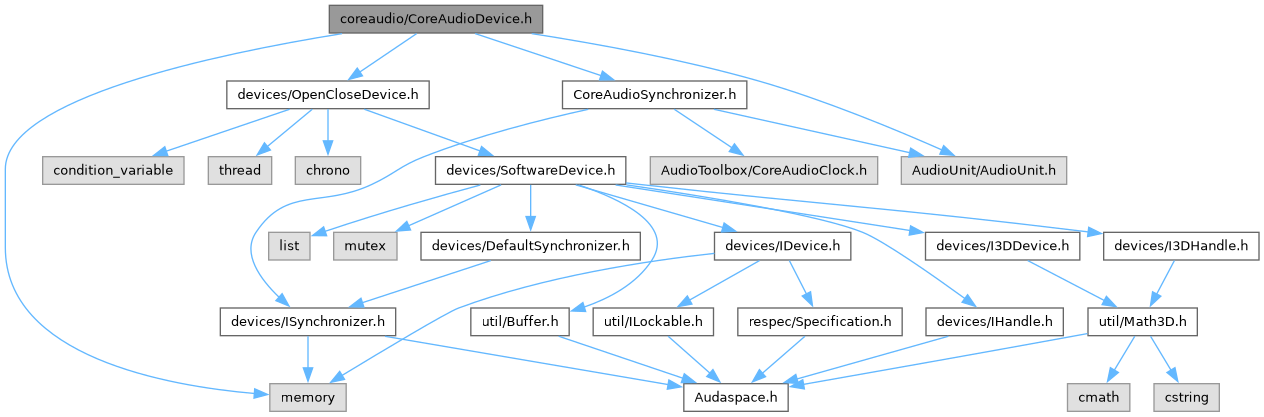 coreaudio/CoreAudioDevice.h
devices/OpenCloseDevice.h
CoreAudioSynchronizer.h
condition_variable
thread
chrono
devices/SoftwareDevice.h
AudioToolbox/CoreAudioClock.h
AudioUnit/AudioUnit.h
list
mutex
devices/DefaultSynchronizer.h
devices/IDevice.h
devices/I3DDevice.h
devices/I3DHandle.h
devices/ISynchronizer.h
util/Buffer.h
util/ILockable.h
respec/Specification.h
devices/IHandle.h
util/Math3D.h
memory
Audaspace.h
cmath
cstring